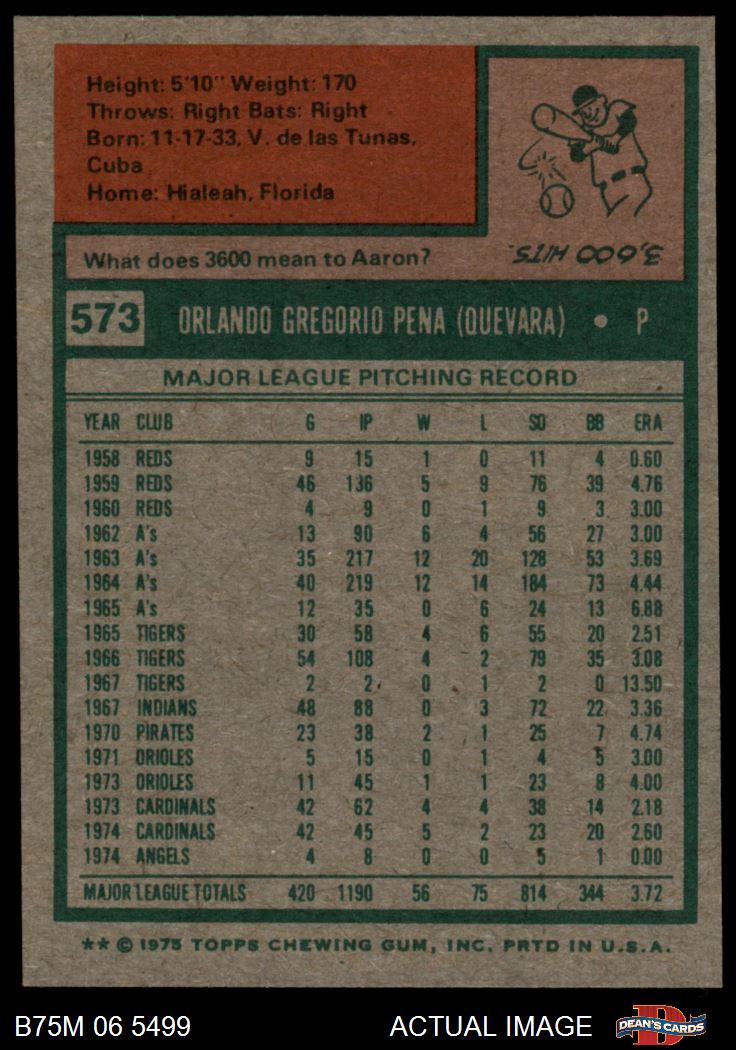 Height: 5'10" Weight: 170
Throws: Right Bats: Right
Born: 11-17-33, V. de las Tunas,
Cuba
Home: Hialeah, Florida
What does 3600 mean to Aaron?
3,600 HITS.
573 ORLANDO GREGORIO PENA (QUEVARA) • P
MAJOR LEAGUE PITCHING RECORD
YEAR CLUB G IP W L SO BB ERA
1958 REDS 9 15 1 0 11 4 0.60
1959 REDS 46 136 5 9 76 39 4.76
1960 REDS 4 9 0 1 9 3 3.00
1962 A's 13 90 6 4 56 27 3.00
1963 A's 35 217 12 20 128 53 3.69
1964 A's 40 219 12 14 184 73 4.44
1965 A's 12 35 0 6 24 13 6.88
1965 TIGERS 30 58 4 6 55 20 2.51
1966 TIGERS 54 108 4 2 79 35 3.08
1967 TIGERS 2 2 0 1 2 0 13.50
1967 INDIANS 48 88 0 3 72 22 3.36
1970 PIRATES 23 38 2 1 25 7 4.74
1971 ORIOLES 5 15 0 1 4 5 3.00
1973 ORIOLES 11 45 1 1 23 8 4.00
1973 CARDINALS 42 62 4 4 38 14 2.18
1974 CARDINALS 42 45 5 2 23 20 2.60
1974 ANGELS 4 8 0 0 5 1 0.00
MAJOR LEAGUE TOTALS 420 1190 56 75 814 344 3.72
** © 1975 TOPPS CHEWING GUM, INC. PRTD IN U.S.A.
B75M 06 5499 ACTUAL IMAGE D DEAN'S CARDS